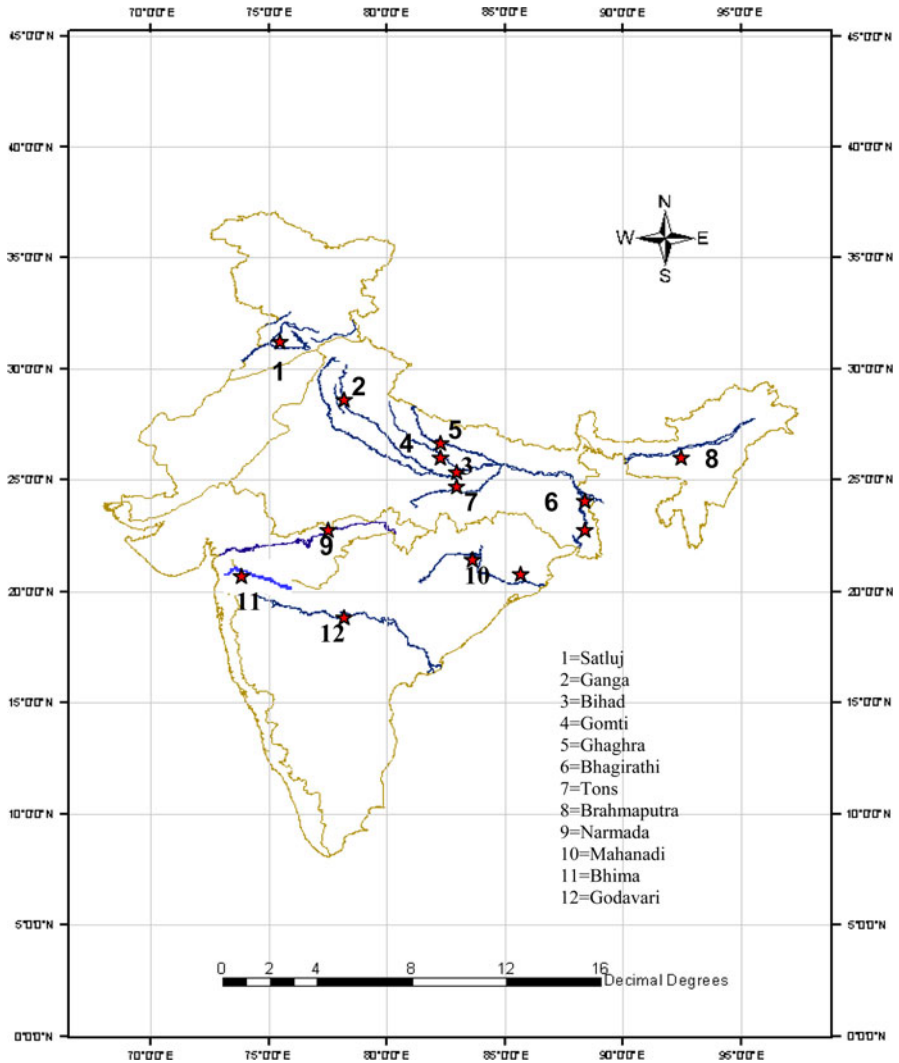 70°0'0"E 75°0'0"E 80°0'0"E 85°0'0"E 90°0'0"E 95°0'0"E
45°0'0"N 45°0'0"N
40°0'0"N 40°0'0"N
N
W E
S
35°0'0"N 35°0'0"N
1
30°0'0"N 30°0'0"N
2
5
4
3
8
25°0'0"N 25°0'0"N
7
6
9
10
20°0'0"N 20°0'0"N
11
12
1=Satluj
2=Ganga
3=Bihad
15°0'0"N 15°0'0"N
4=Gomti
5=Ghaghra
6=Bhagirathi
7=Tons
8=Brahmaputra
10°0'0"N 10°0'0"N
9=Narmada
10=Mahanadi
11=Bhima
12=Godavari
5°0'0"N 5°0'0"N
0 2 4 8 12 16
Decimal Degrees
0°0'0"N 0°0'0"N
70°0'0"E 75°0'0"E 80°0'0"E 85°0'0"E 90°0'0"E 95°0'0"E